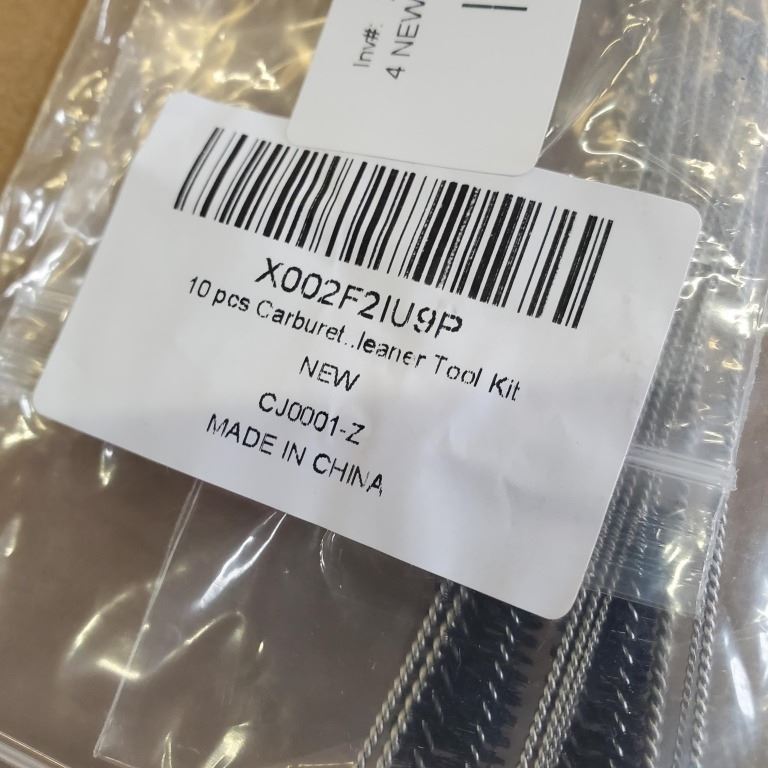 Inv#:
4 NEW
X002F2IU9P
10 pcs Carburet..leaner Tool Kit
NEW
CJ0001-Z
MADE IN CHINA